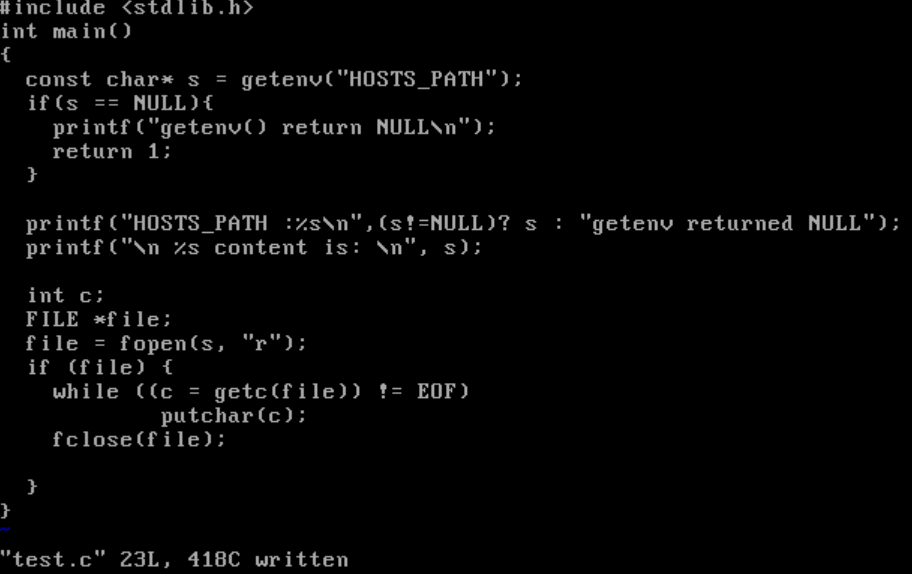 #include <stdlib.h>
int main()
{
  const char* s = getenv("HOSTS_PATH");
  if(s == NULL){
    printf("getenv() return NULL\n");
    return 1;
  }
  printf("HOSTS_PATH :%s\n",(s!=NULL)? s : "getenv returned NULL");
  printf("\n %s content is: \n", s);
  int c;
  FILE *file;
  file = fopen(s, "r");
  if (file) {
    while ((c = getc(file)) != EOF)
            putchar(c);
    fclose(file);
  }
}
"test.c" 23L, 418C written